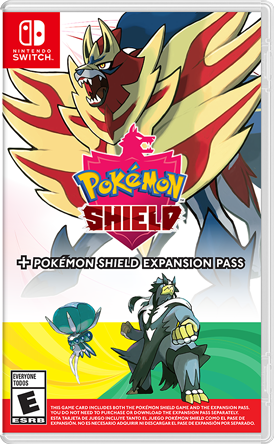 NINTENDO
SWITCH™
Pokémon
SHIELD
+ POKÉMON SHIELD EXPANSION PASS
EVERYONE
TODOS
E
ESRB
THIS GAME CARD INCLUDES BOTH THE POKÉMON SHIELD GAME AND THE EXPANSION PASS.
YOU DO NOT NEED TO PURCHASE OR DOWNLOAD THE EXPANSION PASS SEPARATELY.
ESTA TARJETA DE JUEGO INCLUYE TANTO EL JUEGO POKÉMON SHIELD COMO EL PASE DE
EXPANSIÓN. NO ES NECESARIO ADQUIRIR NI DESCARGAR EL PASE DE EXPANSIÓN POR SEPARADO.